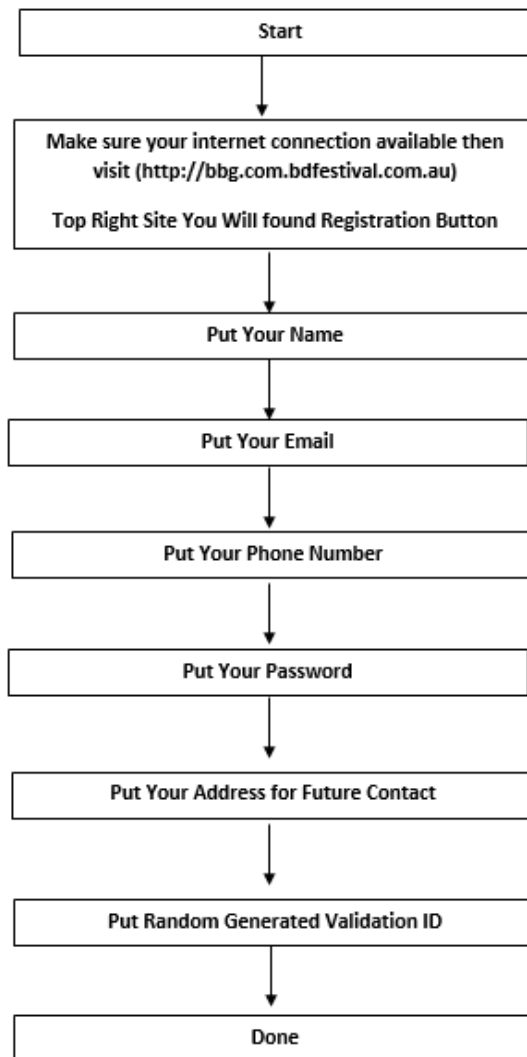 Start
Make sure your internet connection available then
visit (http://bbg.com.bdfestival.com.au)
Top Right Site You Will found Registration Button
Put Your Name
Put Your Email
Put Your Phone Number
Put Your Password
Put Your Address for Future Contact
Put Random Generated Validation ID
Done